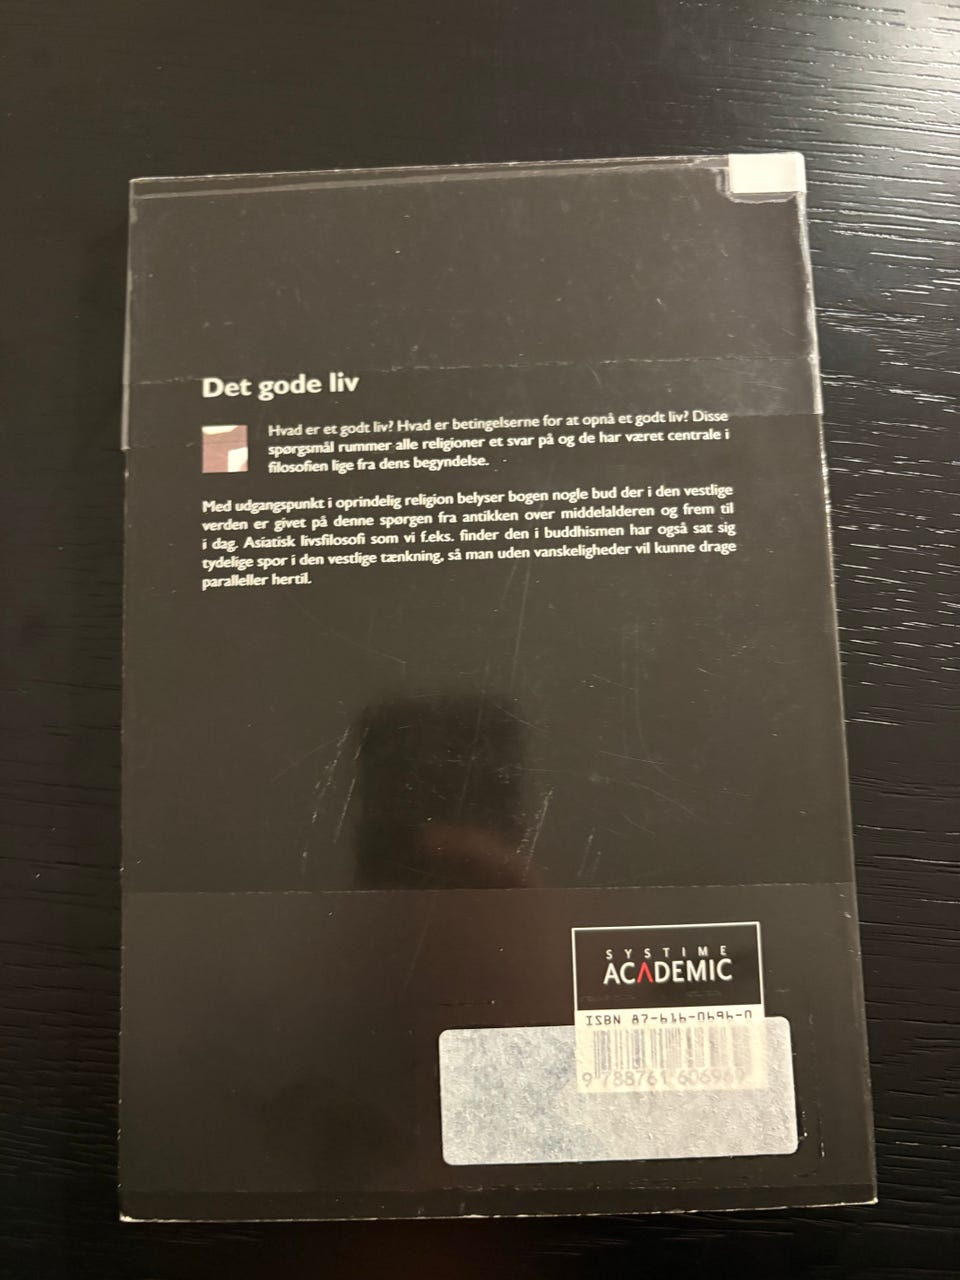 Det gode liv
Hvad er et godt liv? Hvad er betingelserne for at opnå et godt liv? Disse
spørgsmål rummer alle religioner et svar på og de har været centrale i
filosofien lige fra dens begyndelse.
Med udgangspunkt i oprindelig religion belyser bogen nogle bud der i den vestlige
verden er givet på denne spørgen fra antikken over middelalderen og frem til
i dag. Asiatisk livsfilosofi som vi f.eks. finder den i buddhismen har også sat sig
tydelige spor i den vestlige tænkning, så man uden vanskeligheder vil kunne drage
paralleller hertil.
SYSTIME
ACADEMIC
ISBN 87-616-0696-0
9 788761 606969